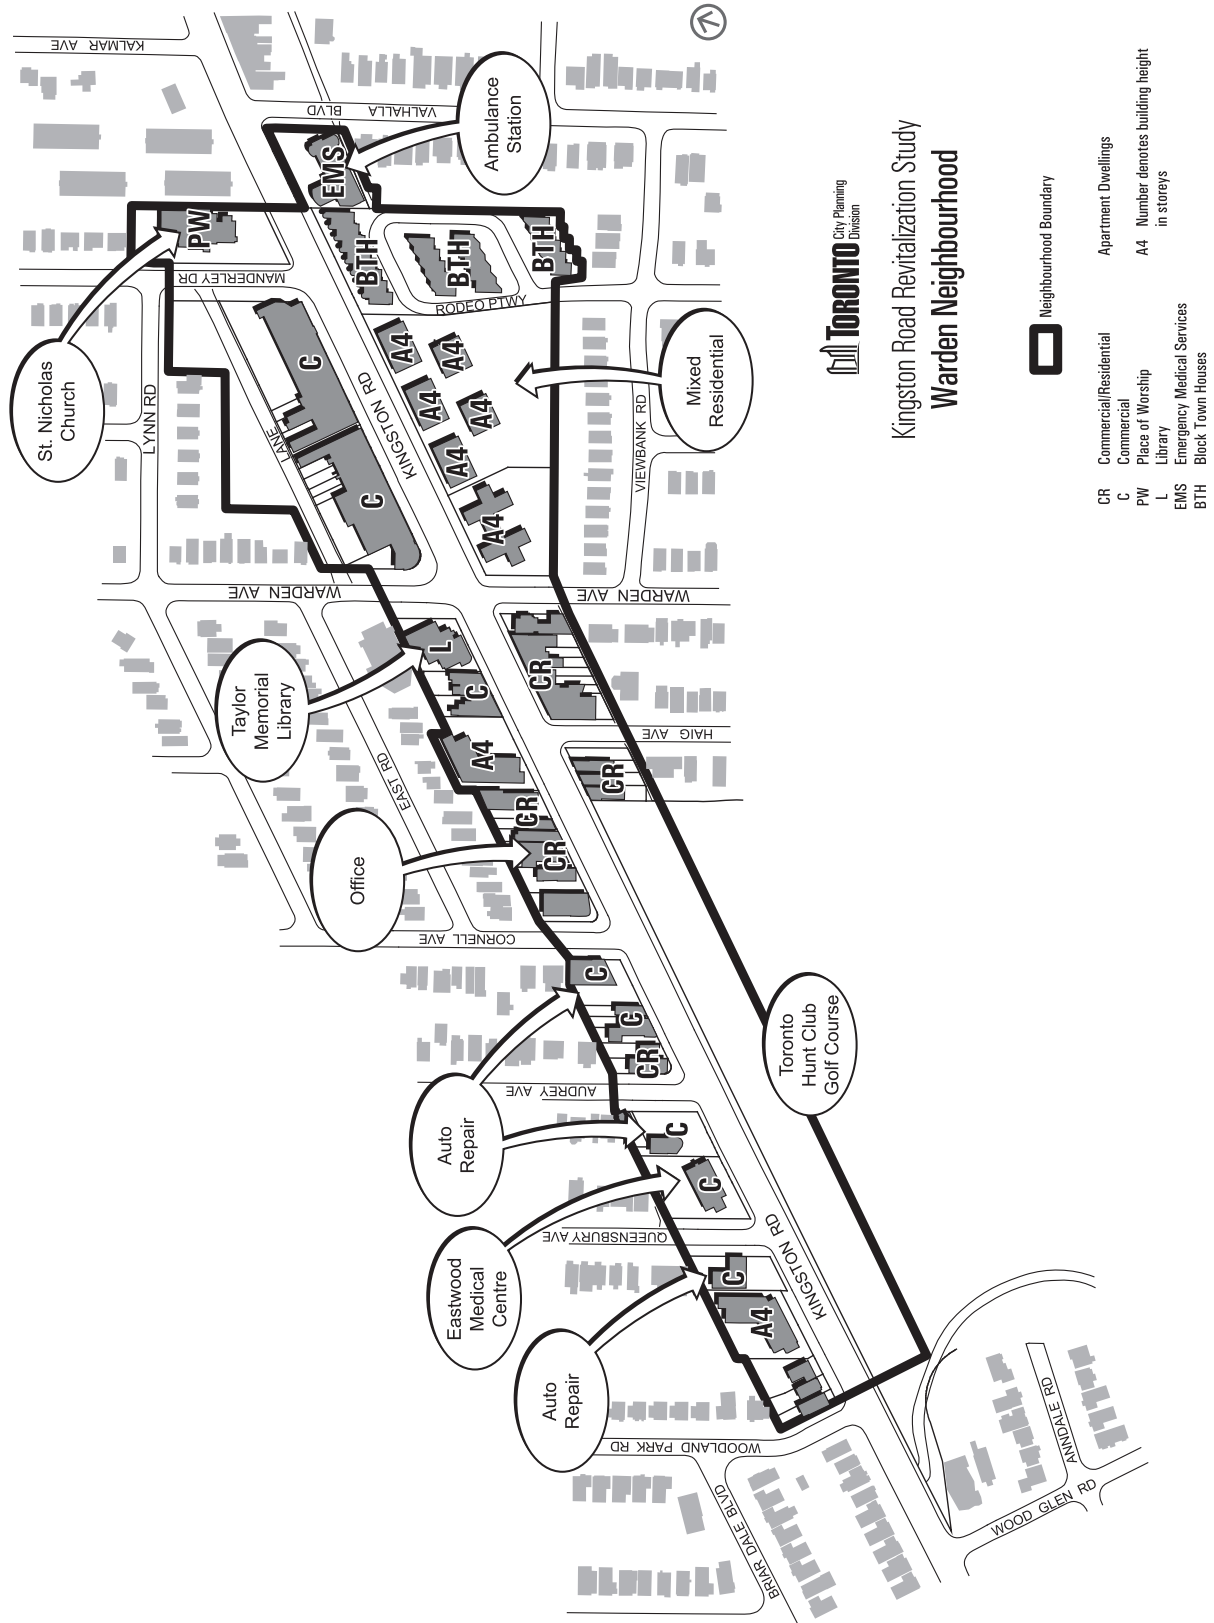 KALMAR AVE
VALHALLA BLVD
St. Nicholas
Church
Ambulance
Station
PW
EMS
MANDERLEY DR
BTH
BTH
BTH
RODEO PTWY
LYNN RD
LANE
C
C
KINGSTON RD
A4
A4
A4
A4
A4
A4
Mixed
Residential
VIEWBANK RD
WARDEN AVE
WARDEN AVE
Taylor
Memorial
Library
L
C
A4
CR
HAIG AVE
CR
EAST RD
Office
CR
CR
CORNELL AVE
C
C
CR
AUDREY AVE
Auto
Repair
Toronto
Hunt Club
Golf Course
C
C
Eastwood
Medical
Centre
QUEENSBURY AVE
KINGSTON RD
C
A4
Auto
Repair
WOODLAND PARK RD
BRIAR DALE BLVD
ANNDALE RD
WOOD GLEN RD
TORONTO City Planning
Division
Kingston Road Revitalization Study
Warden Neighbourhood
Neighbourhood Boundary
CR Commercial/Residential
C Commercial
PW Place of Worship
L Library
EMS Emergency Medical Services
BTH Block Town Houses
Apartment Dwellings
A4 Number denotes building height
in storeys